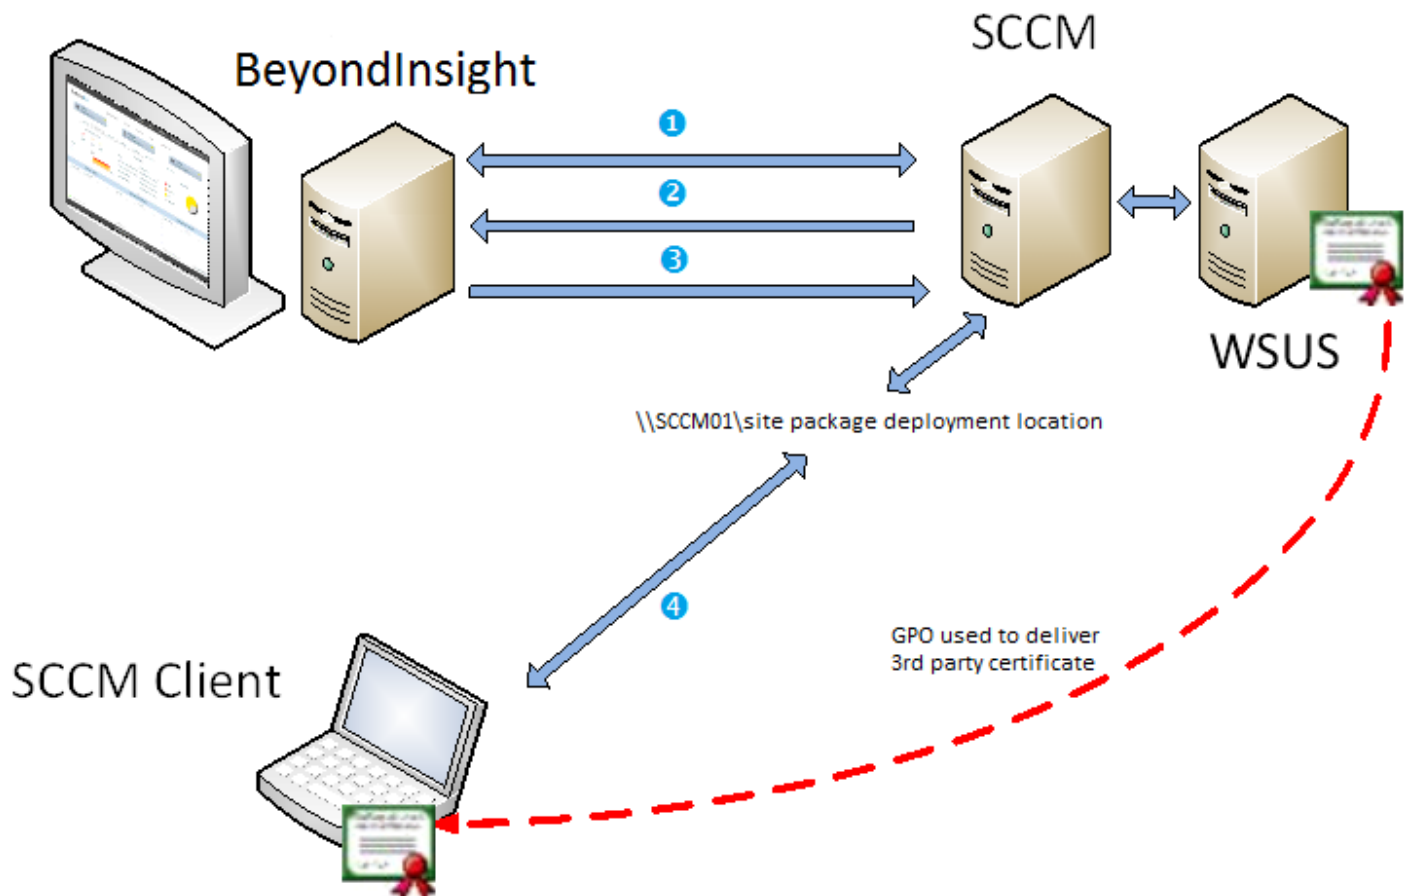 SCCM
BeyondInsight
1
2
3
WSUS
\\SCCM01\site package deployment location
4
GPO used to deliver
3rd party certificate
SCCM Client